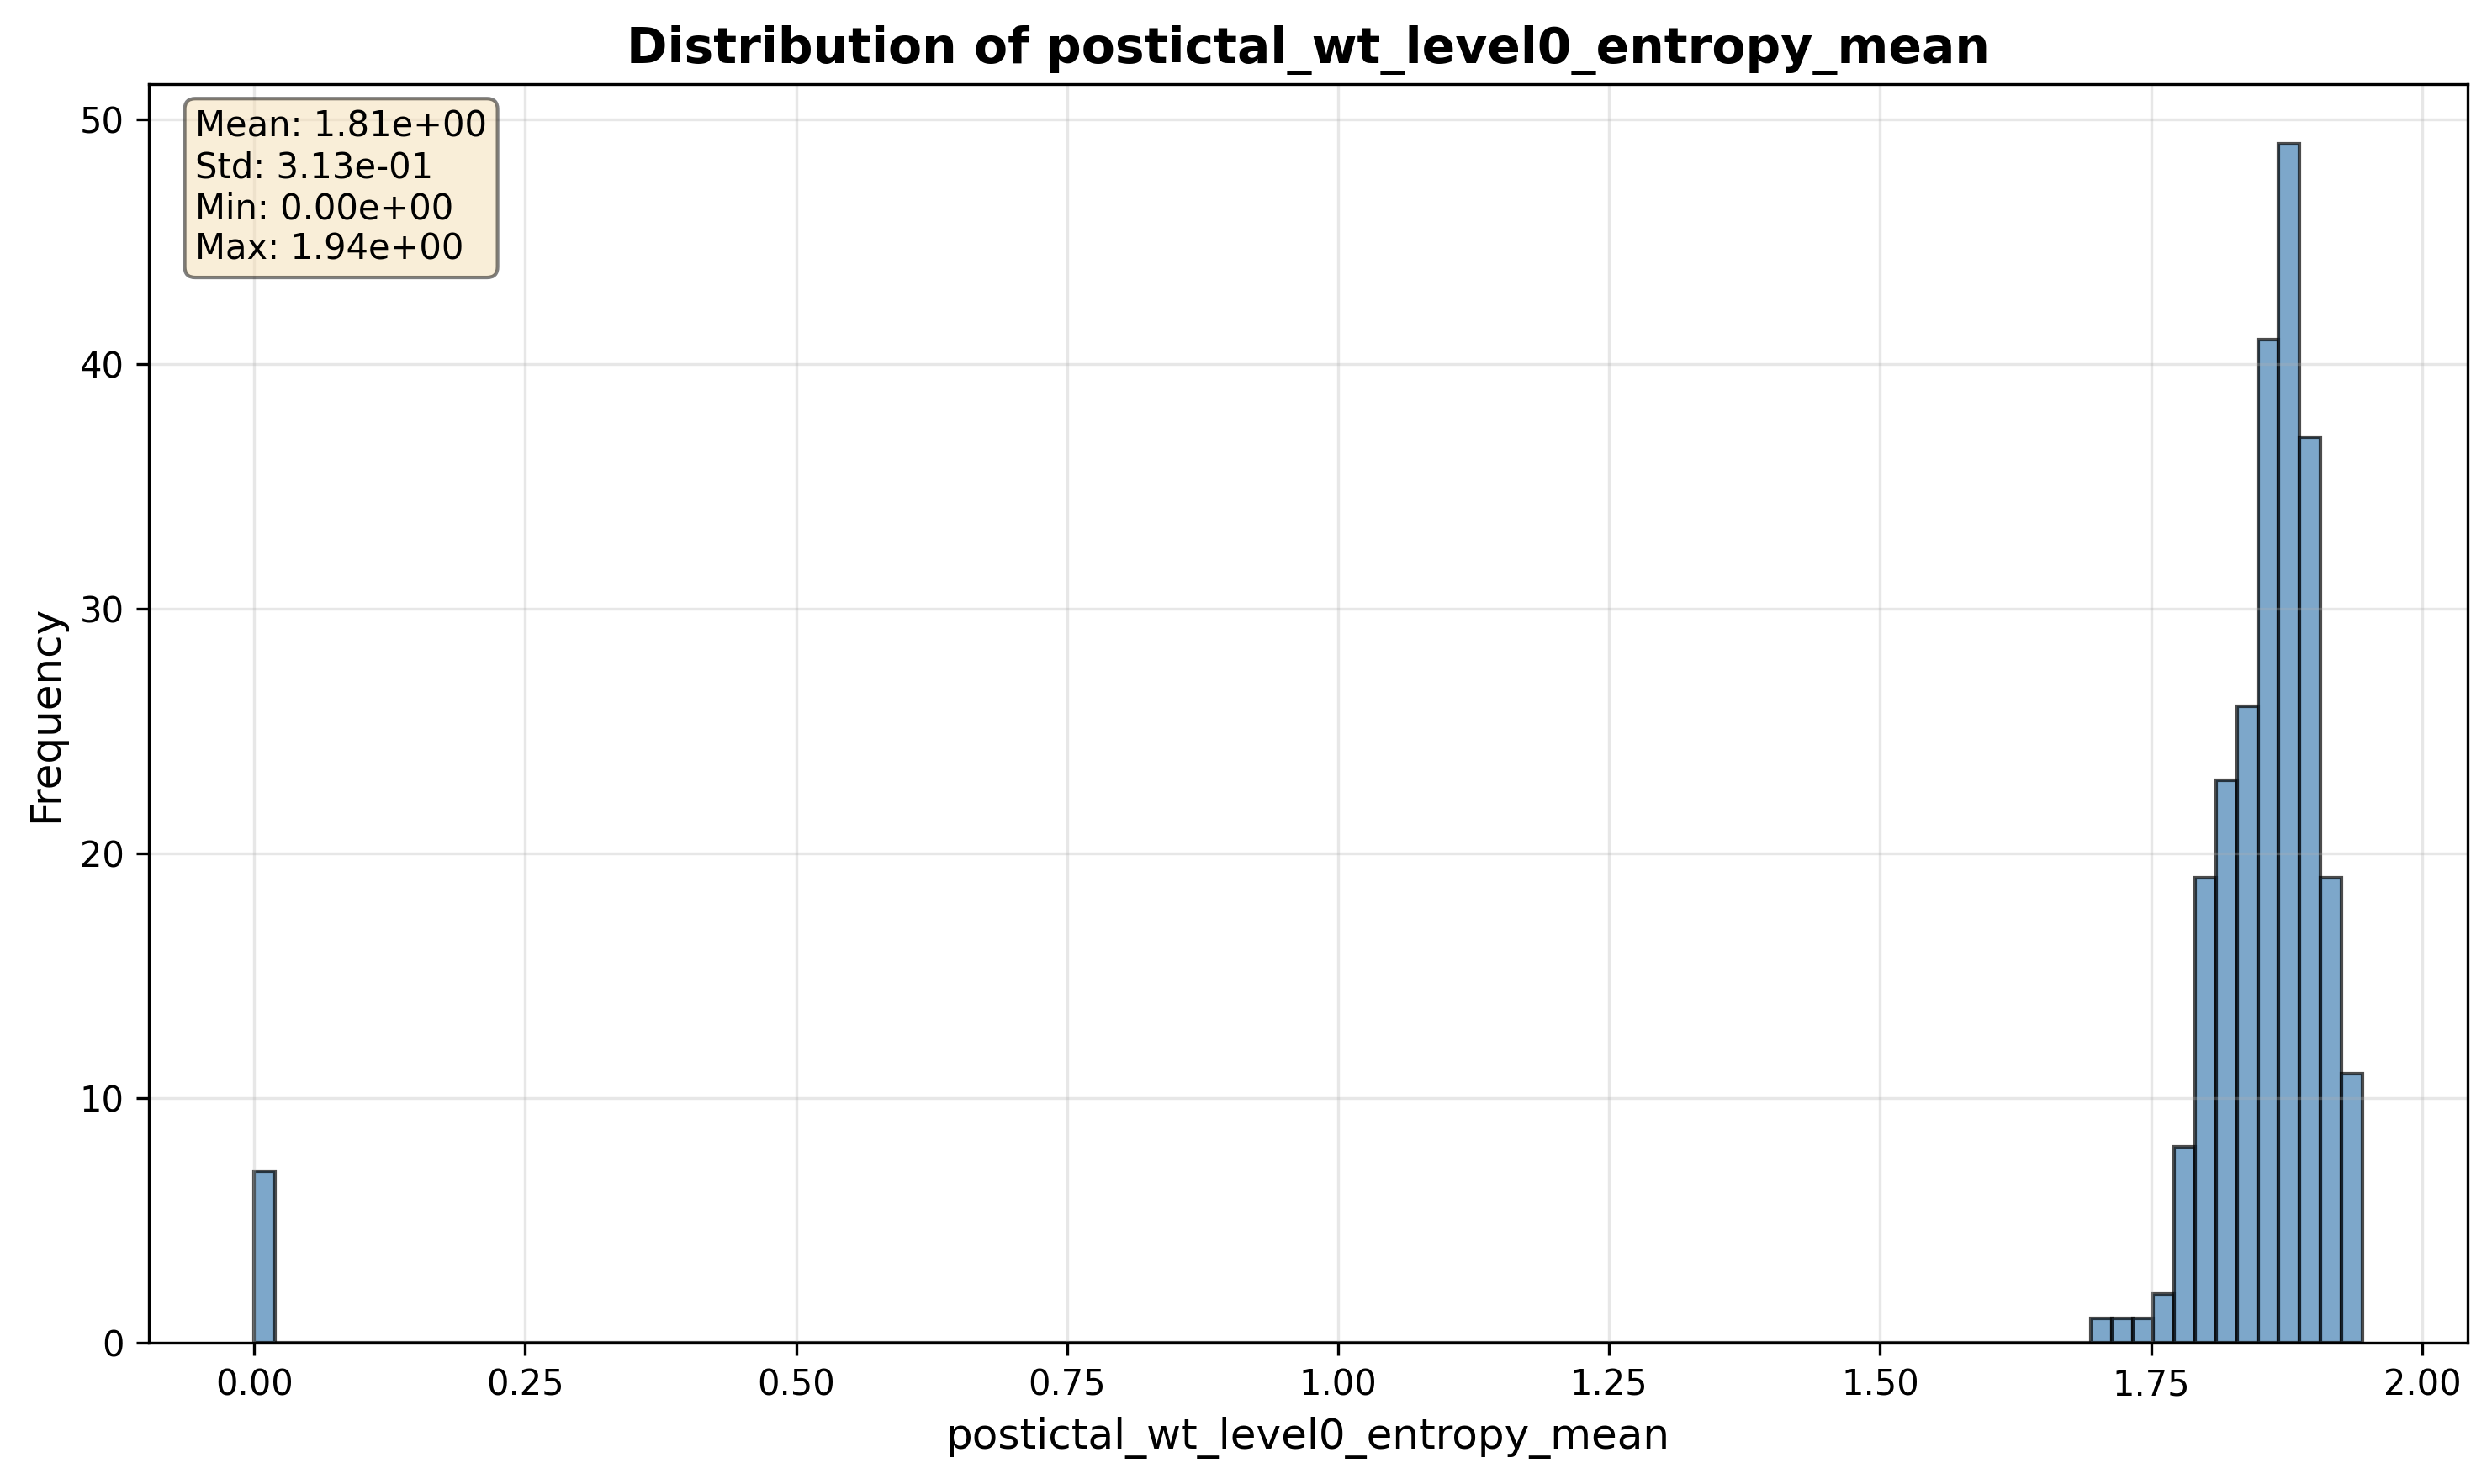 Distribution of postictal_wt_level0_entropy_mean
Mean: 1.81e+00
Std: 3.13e-01
Min: 0.00e+00
Max: 1.94e+00
Frequency
50
40
30
20
10
0
0.00 0.25 0.50 0.75 1.00 1.25 1.50 1.75 2.00
postictal_wt_level0_entropy_mean